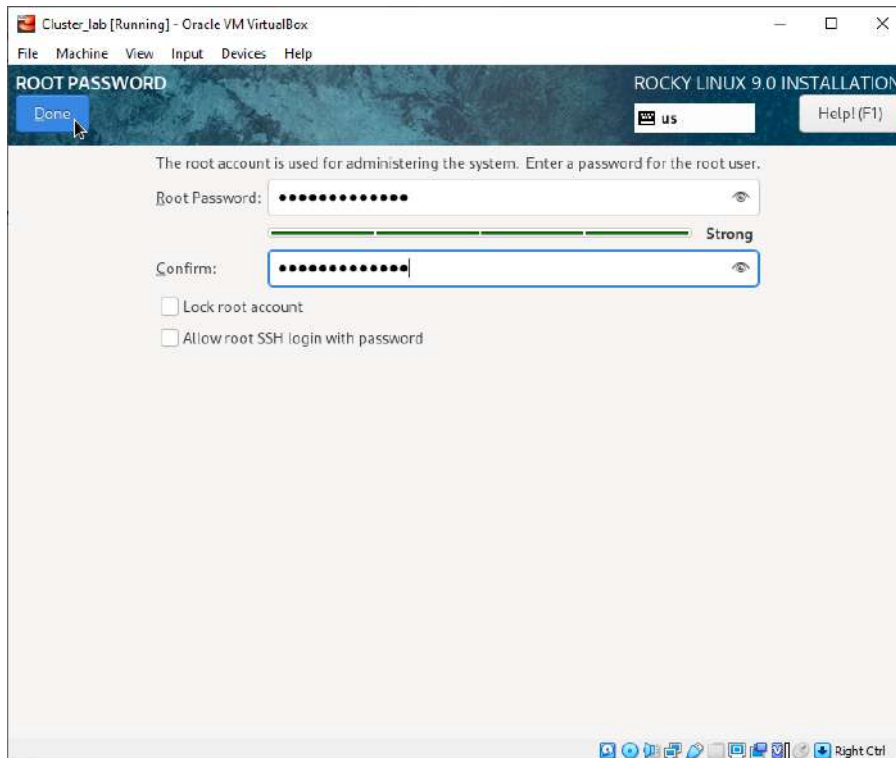 Cluster_lab [Running] - Oracle VM VirtualBox
File Machine View Input Devices Help
ROOT PASSWORD
ROCKY LINUX 9.0 INSTALLATION
Done
us
Help! (F1)
The root account is used for administering the system. Enter a password for the root user.
Root Password: •••••••••••••
Strong
Confirm: •••••••••••••
Lock root account
Allow root SSH login with password
Right Ctrl